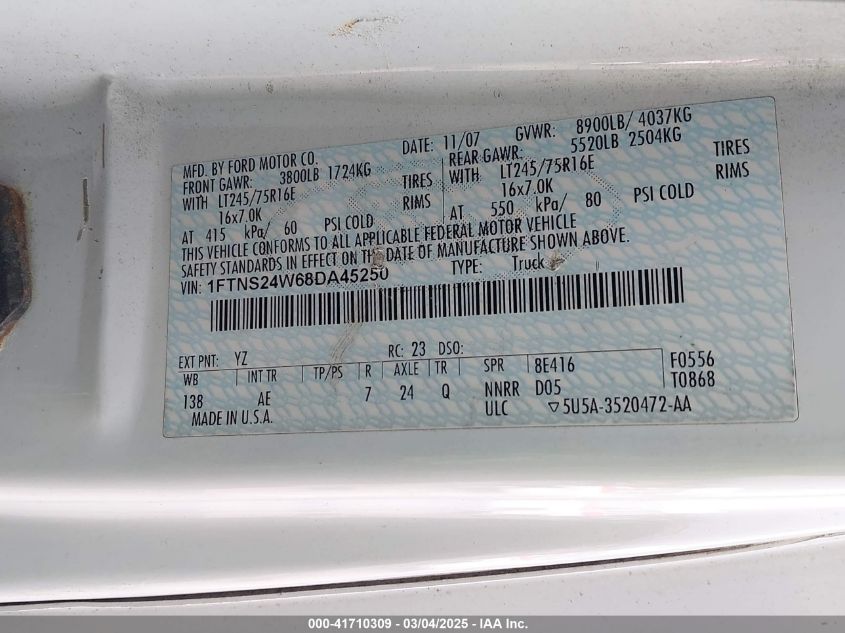 MFD. BY FORD MOTOR CO. DATE: 11/07 GVWR: 8900LB/ 4037KG
FRONT GAWR: 3800LB 1724KG REAR GAWR: 5520LB 2504KG
WITH LT245/75R16E TIRES WITH LT245/75R16E TIRES
16x7.0K RIMS 16x7.0K RIMS
AT 415 kPa/ 60 PSI COLD AT 550 kPa/ 80 PSI COLD
THIS VEHICLE CONFORMS TO ALL APPLICABLE FEDERAL MOTOR VEHICLE
SAFETY STANDARDS IN EFFECT ON THE DATE OF MANUFACTURE SHOWN ABOVE.
VIN: 1FTNS24W68DA45250 TYPE: Truck
EXT PNT: YZ RC: 23 DSO:
WB INT TR TP/PS R AXLE TR SPR 8E416 F0556
138 AE 7 24 Q NNRR D05 T0868
MADE IN U.S.A. ULC ▽5U5A-3520472-AA
000-41710309 - 03/04/2025 - IAA Inc.